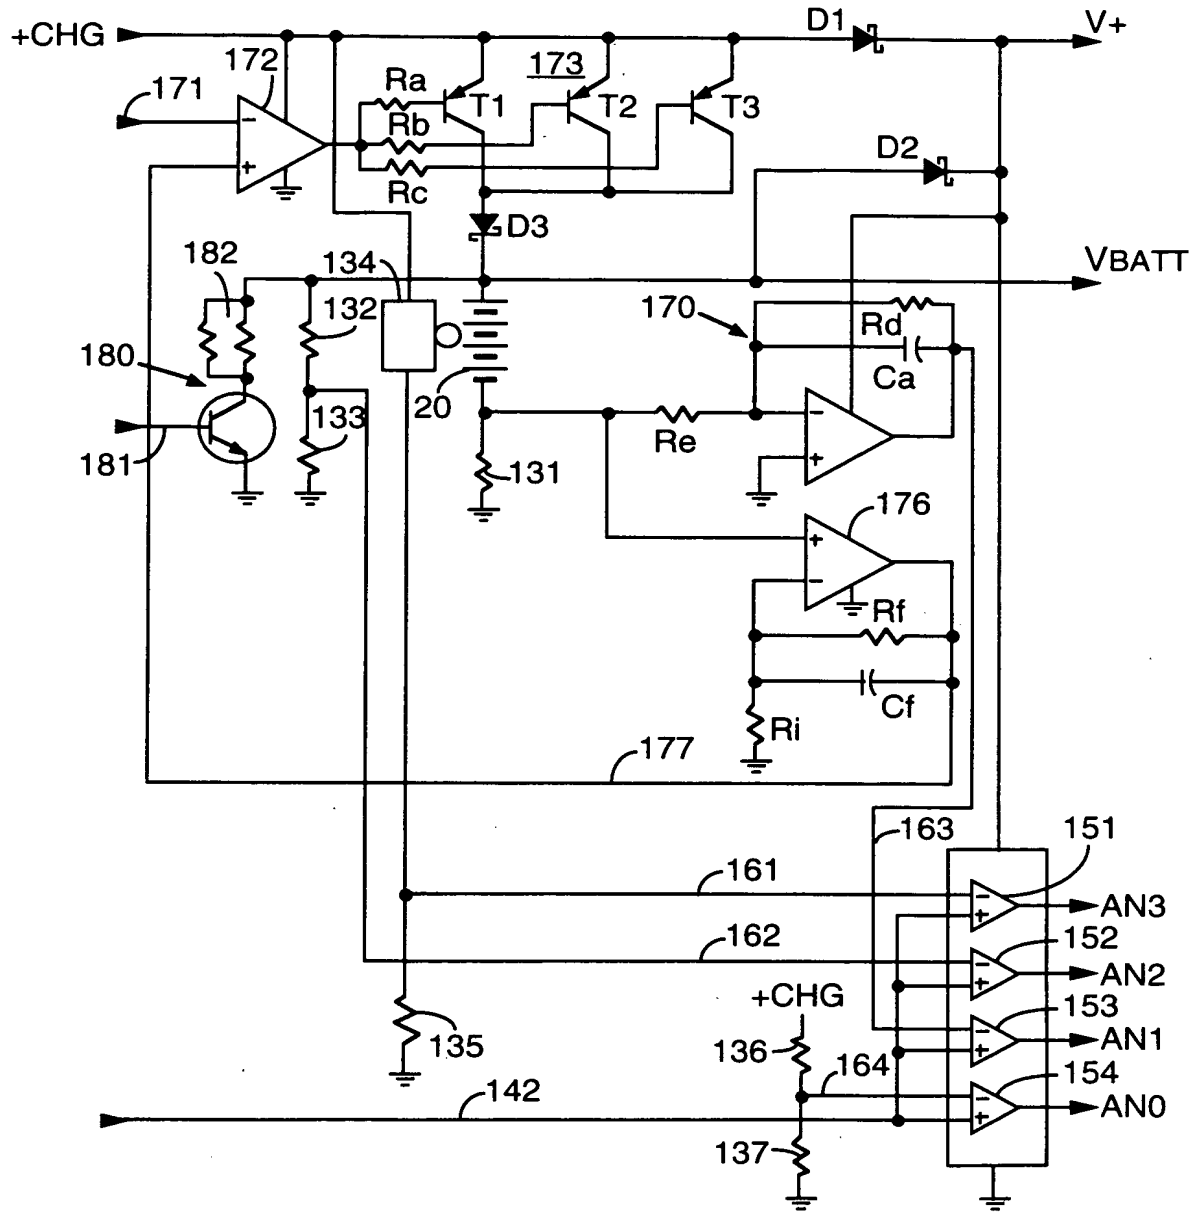 +CHG
D1
V+
172
171
Ra
173
T1
T2
T3
Rb
Rc
D2
D3
182
134
VBATT
132
170
Rd
180
Ca
20
133
Re
181
131
176
Rf
Cf
Ri
177
163
151
161
AN3
162
152
AN2
+CHG
153
135
136
AN1
164
154
142
AN0
137